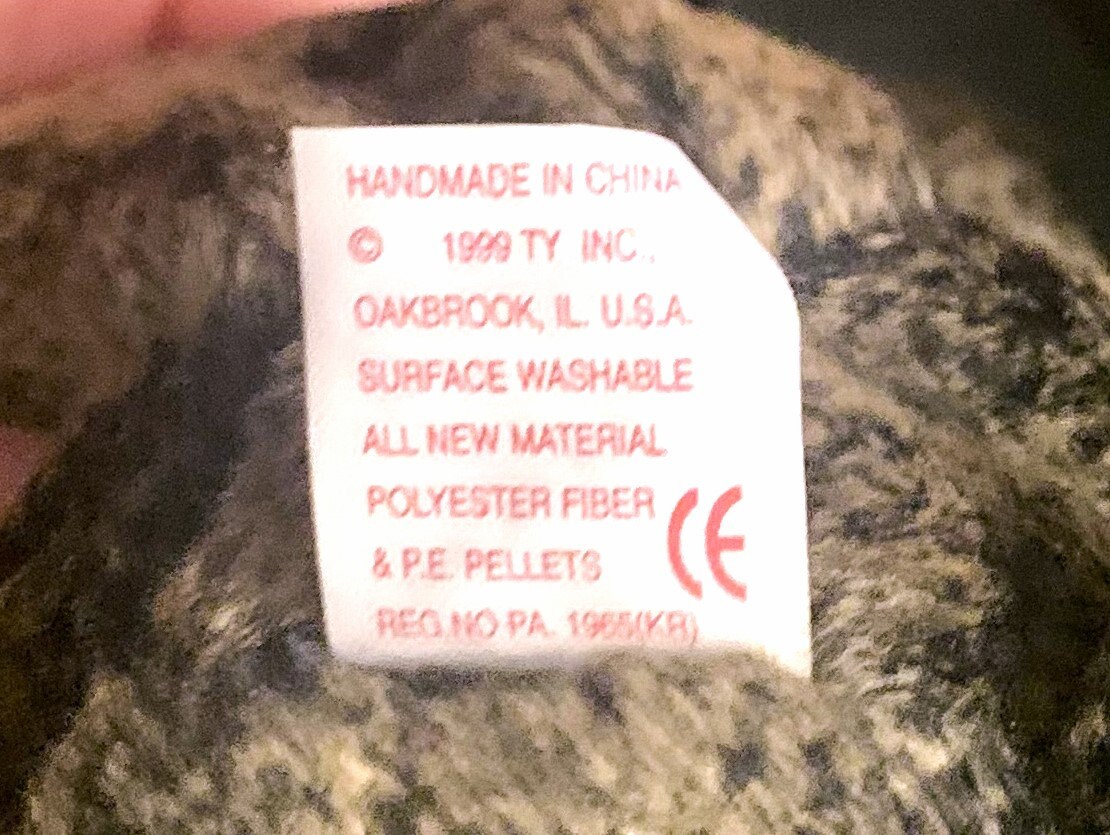 HANDMADE IN CHINA
© 1999 TY INC.,
OAKBROOK, IL. U.S.A.
SURFACE WASHABLE
ALL NEW MATERIAL
POLYESTER FIBER
& P.E. PELLETS
CE
REG.NO PA. 1965(KR)